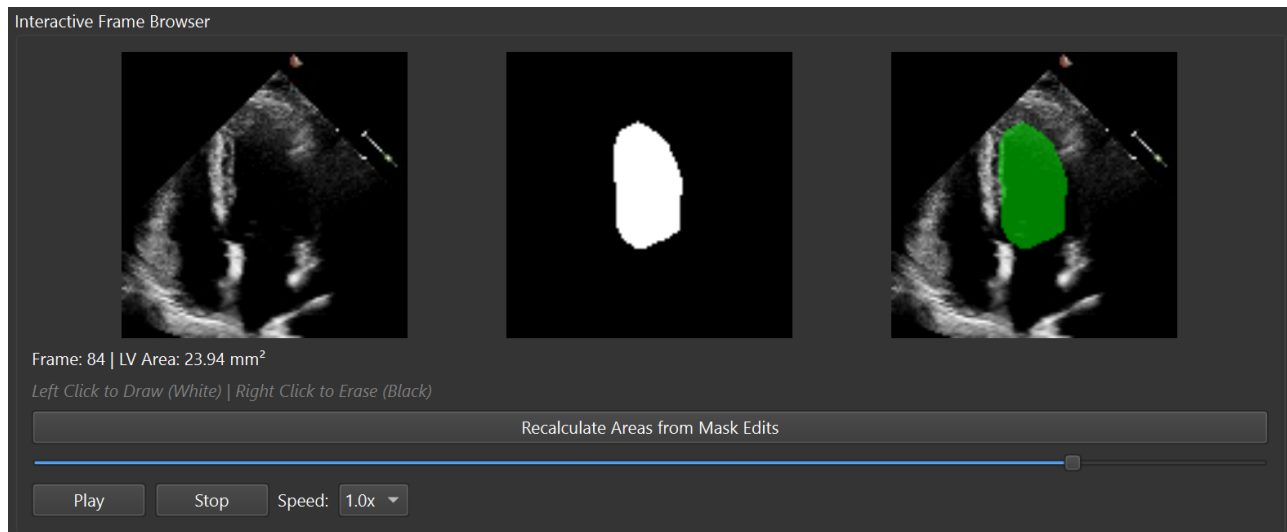 Interactive Frame Browser
Frame: 84 | LV Area: 23.94 mm²
Left Click to Draw (White) | Right Click to Erase (Black)
Recalculate Areas from Mask Edits
Play Stop Speed: 1.0x